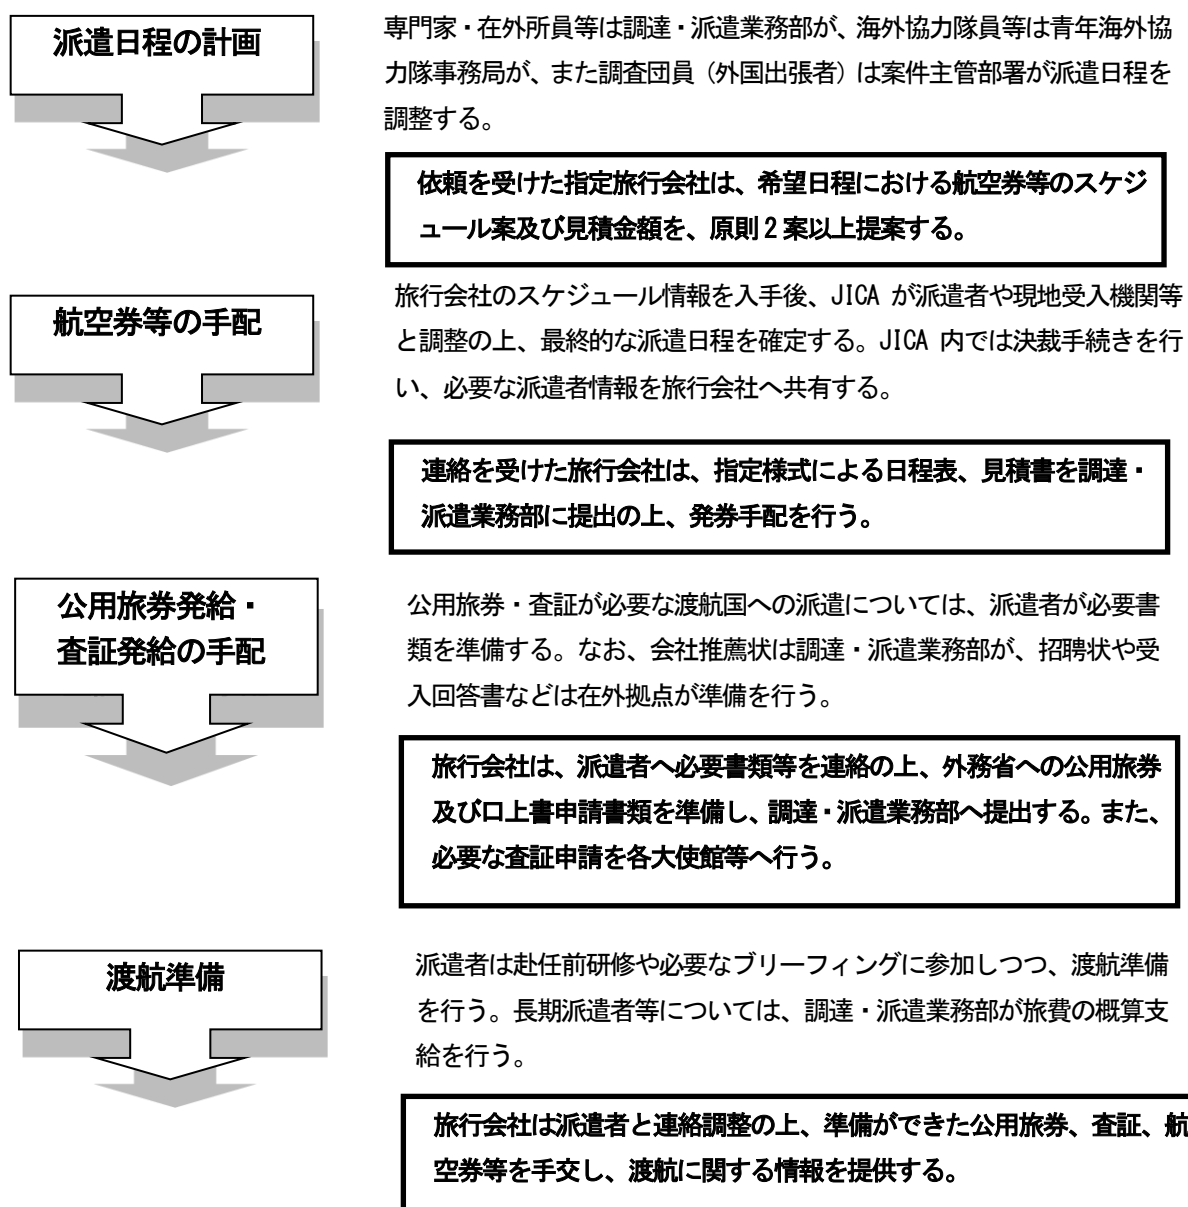 派遣日程の計画
専門家・在外所員等は調達・派遣業務部が、海外協力隊員等は青年海外協
力隊事務局が、また調査団員（外国出張者）は案件主管部署が派遣日程を
調整する。
依頼を受けた指定旅行会社は、希望日程における航空券等のスケジ
ュール案及び見積金額を、原則２案以上提案する。
航空券等の手配
旅行会社のスケジュール情報を入手後、JICA が派遣者や現地受入機関等
と調整の上、最終的な派遣日程を確定する。JICA 内では決裁手続きを行
い、必要な派遣者情報を旅行会社へ共有する。
連絡を受けた旅行会社は、指定様式による日程表、見積書を調達・
派遣業務部に提出の上、発券手配を行う。
公用旅券発給・
査証発給の手配
公用旅券・査証が必要な渡航国への派遣については、派遣者が必要書
類を準備する。なお、会社推薦状は調達・派遣業務部が、招聘状や受
入回答書などは在外拠点が準備を行う。
旅行会社は、派遣者へ必要書類等を連絡の上、外務省への公用旅券
及び口上書申請書類を準備し、調達・派遣業務部へ提出する。また、
必要な査証申請を各大使館等へ行う。
渡航準備
派遣者は赴任前研修や必要なブリーフィングに参加しつつ、渡航準備
を行う。長期派遣者等については、調達・派遣業務部が旅費の概算支
給を行う。
旅行会社は派遣者と連絡調整の上、準備ができた公用旅券、査証、航
空券等を手交し、渡航に関する情報を提供する。